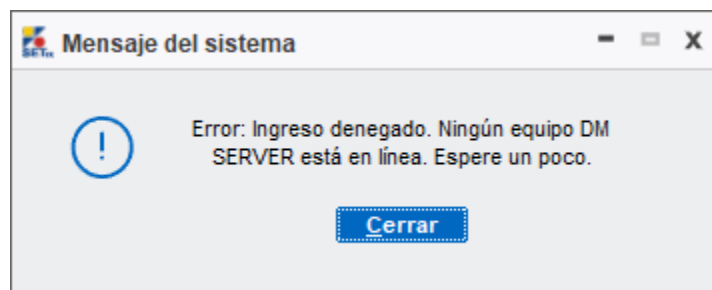 Mensaje del sistema
Error: Ingreso denegado. Ningún equipo DM
SERVER está en línea. Espere un poco.
Cerrar